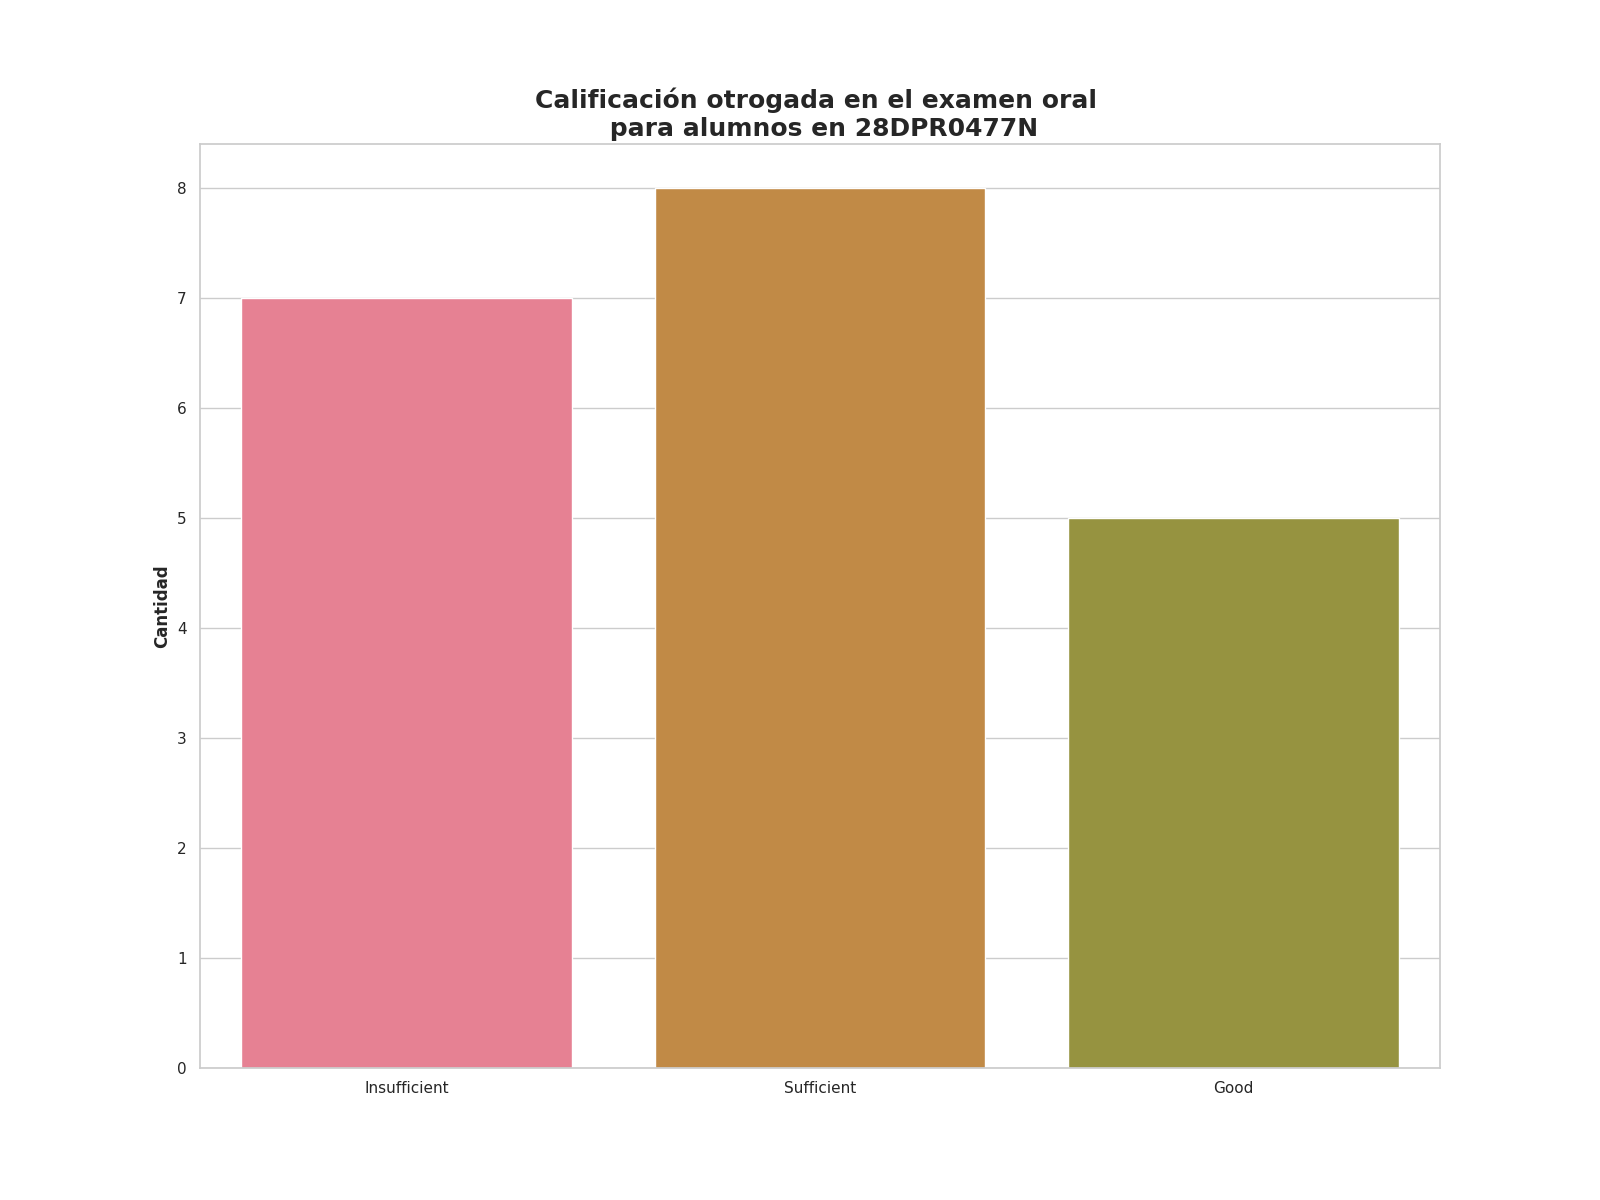 Calificación otrogada en el examen oral
para alumnos en 28DPR0477N
8
7
6
5
4
3
2
1
0
Cantidad
Insufficient
Sufficient
Good